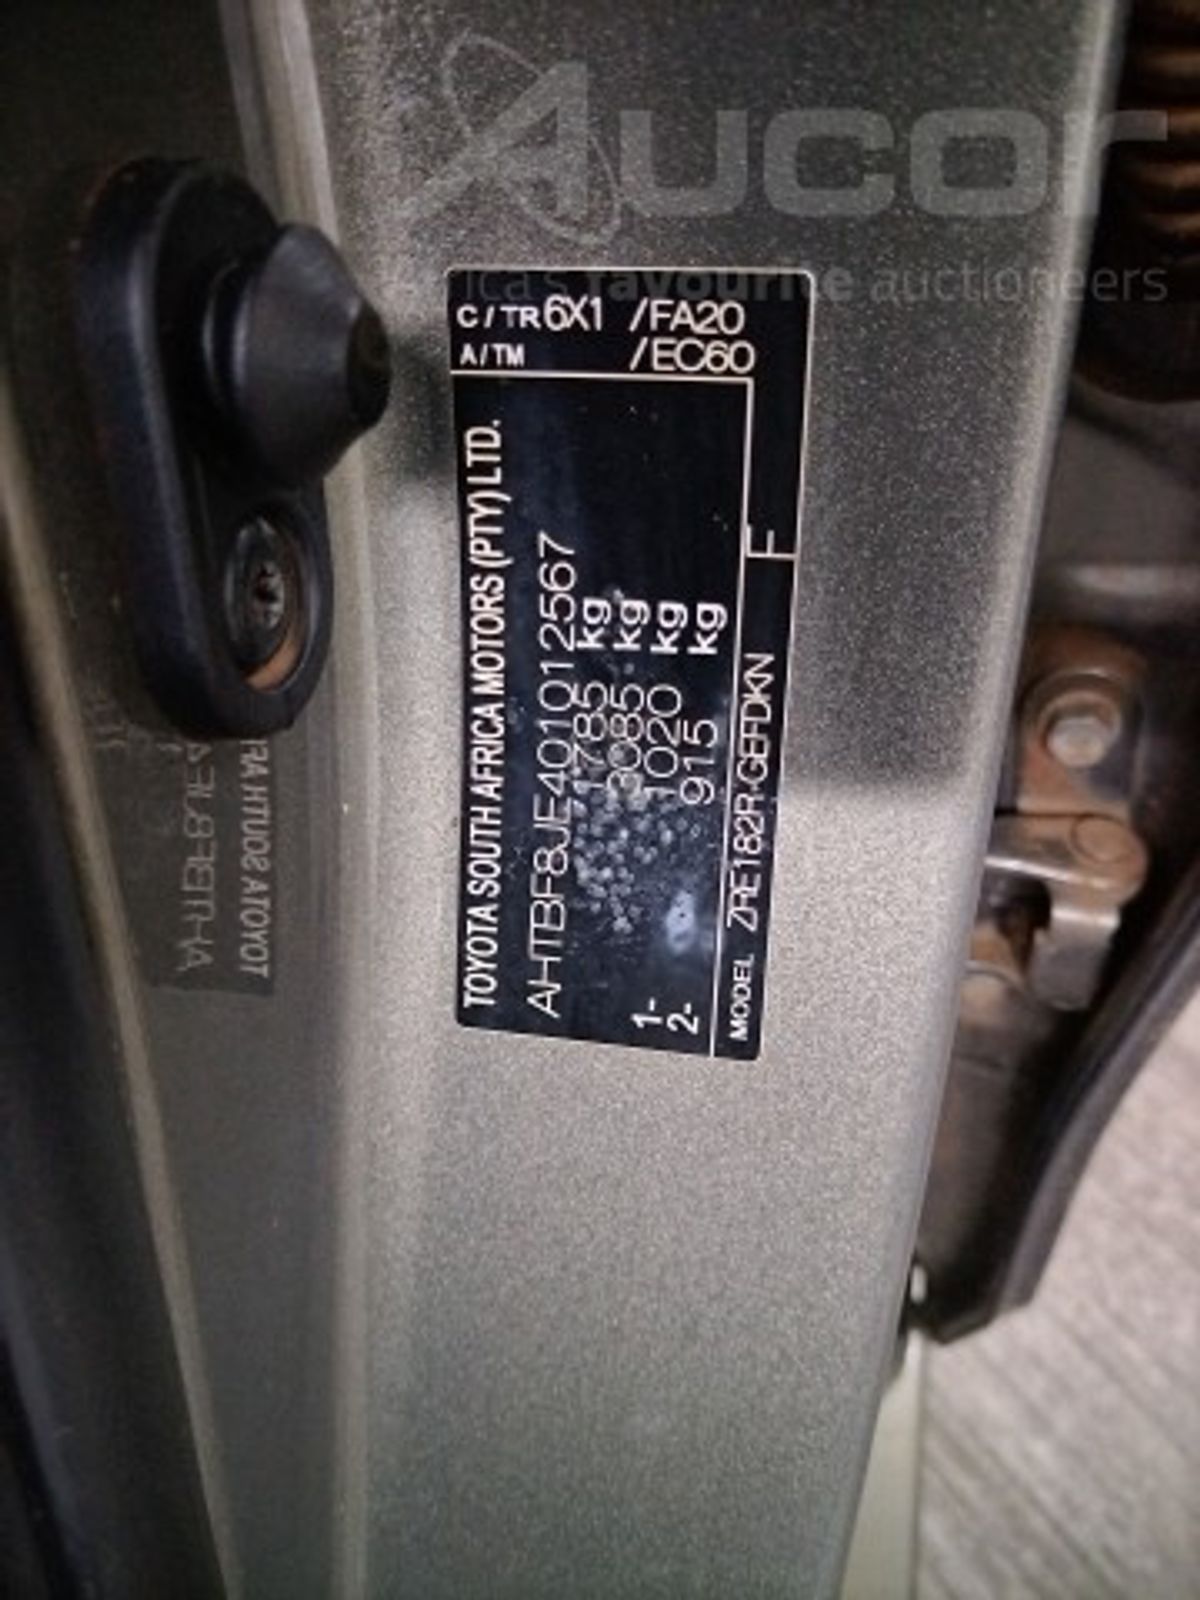 Aucor
ica's favourite auctioneers
C/TR 6X1 /FA20
A/TM /EC60
TOYOTA SOUTH AFRICA MOTORS (PTY) LTD.
AHTBF8JE401012567
1785 kg
3085 kg
1- 1020 kg
2- 915 kg
MODEL ZRE182R-GEFDKN F